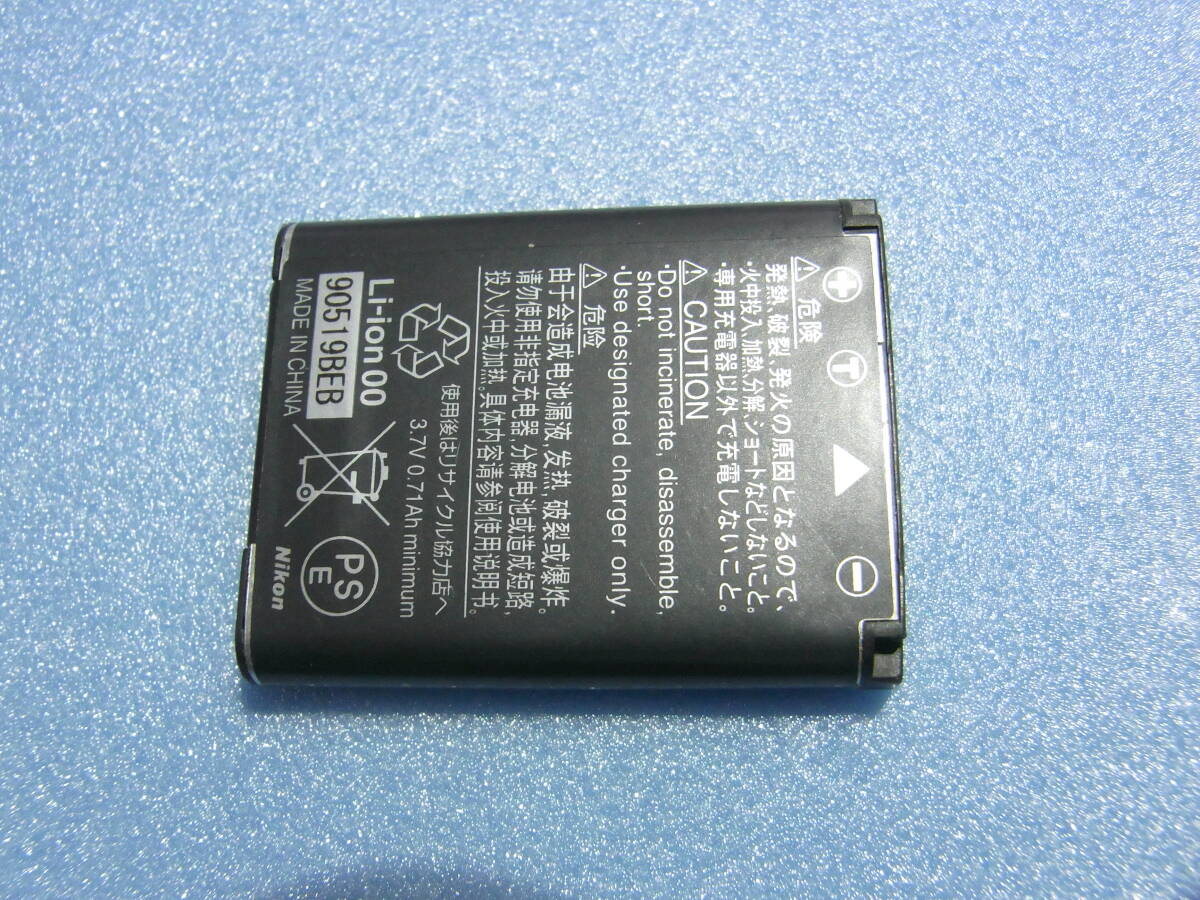 + T −
危険
発熱、破裂、発火の原因となるので、
・火中投入、加熱、分解、ショートなどしないこと。
・専用充電器以外で充電しないこと。
CAUTION
・Do not incinerate, disassemble,
short.
・Use designated charger only.
危险
由于会造成电池漏液,发热,破裂或爆炸。
请勿使用非指定充电器,分解电池或造成短路,
投入火中或加热。具体内容请参阅使用说明书。
使用後はリサイクル協力店へ
3.7V 0.71Ah minimum
Li-ion 00
90519BEB
MADE IN CHINA
PS
E
Nikon